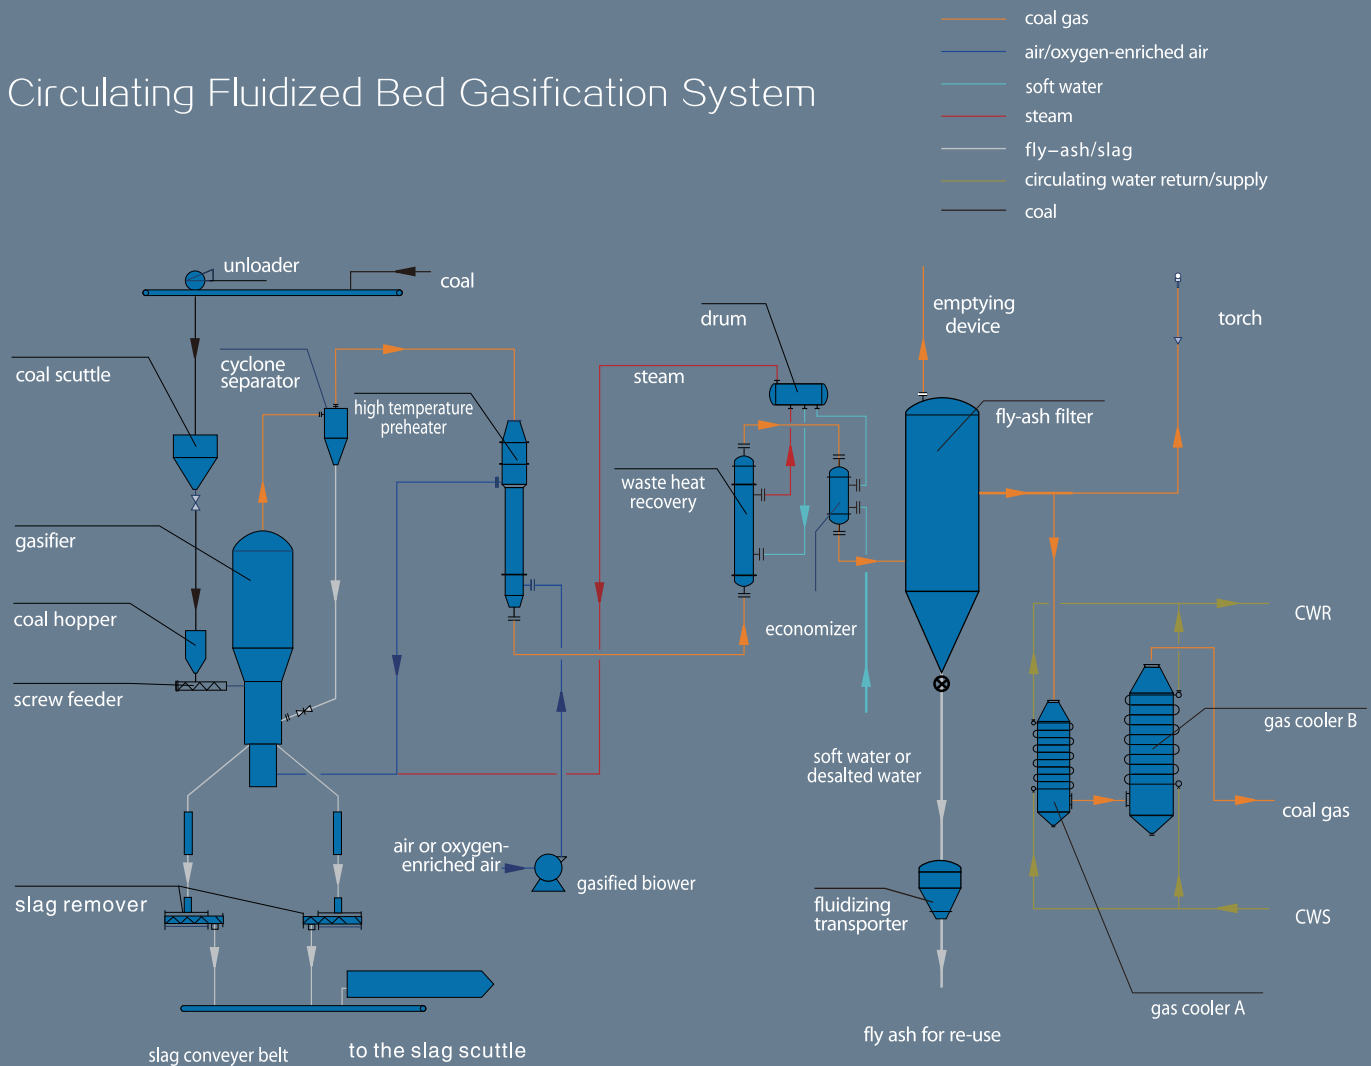 coal gas
air/oxygen-enriched air
Circulating Fluidized Bed Gasification System
soft water
steam
fly-ash/slag
circulating water return/supply
coal
unloader
coal
emptying
device
torch
drum
coal scuttle
cyclone
separator
steam
high temperature
preheater
fly-ash filter
waste heat
recovery
gasifier
coal hopper
economizer
CWR
screw feeder
gas cooler B
soft water or
desalted water
coal gas
air or oxygen-
enriched air
gasified biower
slag remover
fluidizing
transporter
CWS
gas cooler A
fly ash for re-use
slag conveyer belt
to the slag scuttle